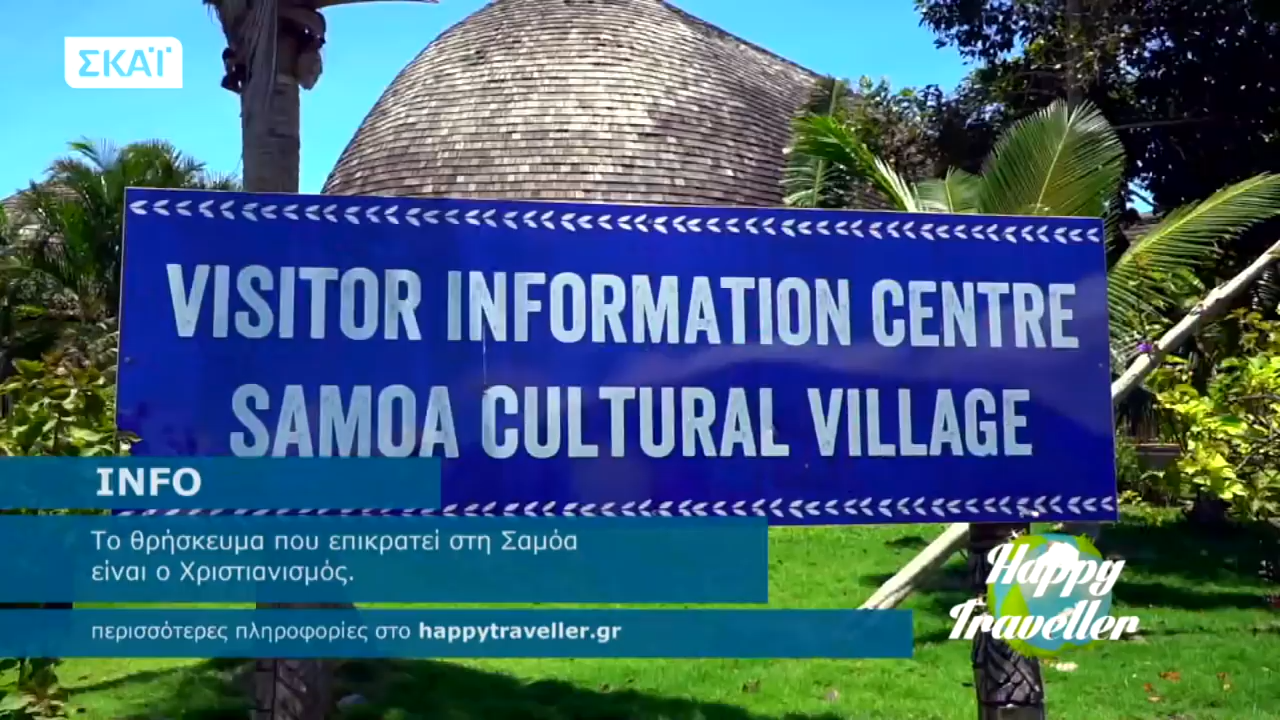 ΣΚΑΪ
VISITOR INFORMATION CENTRE
SAMOA CULTURAL VILLAGE
INFO
Το θρήσκευμα που επικρατεί στη Σαμόα
είναι ο Χριστιανισμός.
Happy
Traveller
περισσότερες πληροφορίες στο happytraveller.gr